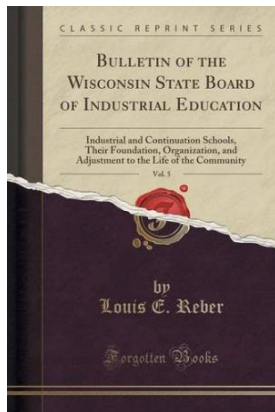 CLASSIC REPRINT SERIES
BULLETIN OF THE
WISCONSIN STATE BOARD
OF INDUSTRIAL EDUCATION
Industrial and Continuation Schools,
Their Foundation, Organization, and
Adjustment to the Life of the Community
Vol. 5
by
Louis E. Reber
Forgotten Books